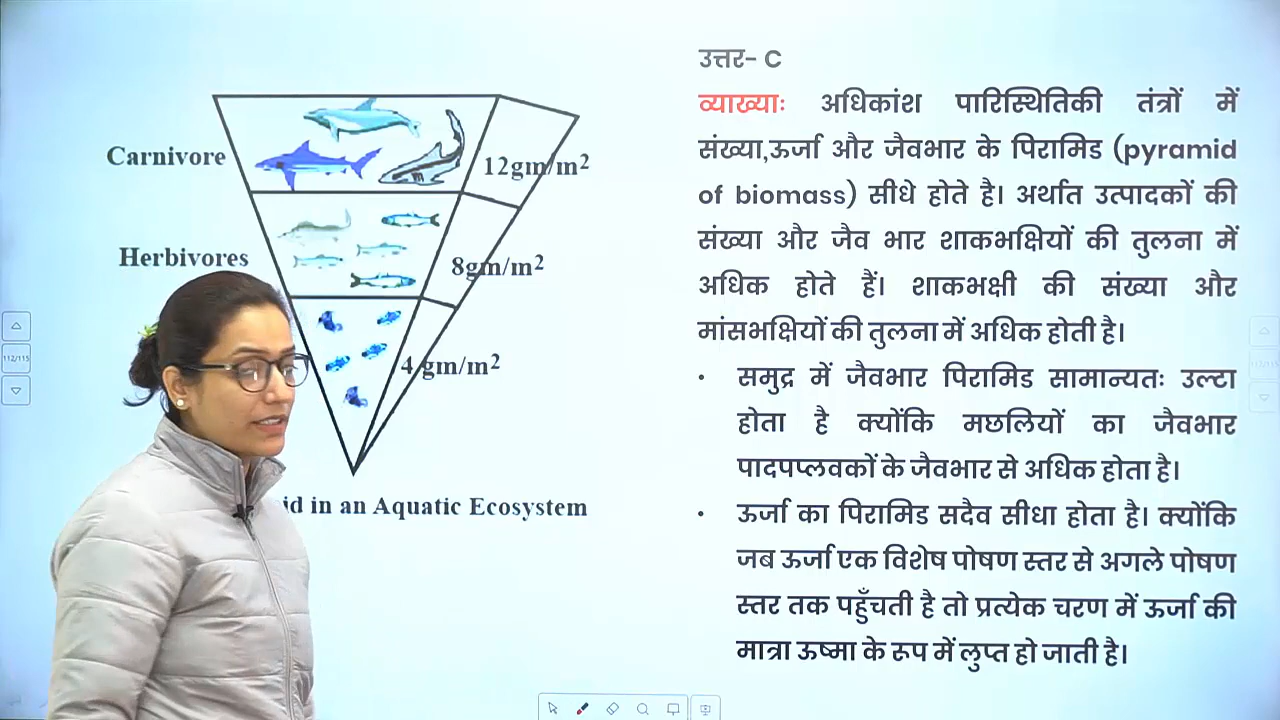 उत्तर- C
व्याख्याः अधिकांश पारिस्थितिकी तंत्रों में
संख्या,ऊर्जा और जैवभार के पिरामिड (pyramid
of biomass) सीधे होते है। अर्थात उत्पादकों की
संख्या और जैव भार शाकभक्षियों की तुलना में
अधिक होते हैं। शाकभक्षी की संख्या और
मांसभक्षियों की तुलना में अधिक होती है।
• समुद्र में जैवभार पिरामिड सामान्यतः उल्टा
होता है क्योंकि मछलियों का जैवभार
पादपप्लवकों के जैवभार से अधिक होता है।
• ऊर्जा का पिरामिड सदैव सीधा होता है। क्योंकि
जब ऊर्जा एक विशेष पोषण स्तर से अगले पोषण
स्तर तक पहुँचती है तो प्रत्येक चरण में ऊर्जा की
मात्रा ऊष्मा के रूप में लुप्त हो जाती है।
Carnivore
12gm/m²
Herbivores
8gm/m²
4 gm/m²
in an Aquatic Ecosystem
112/115